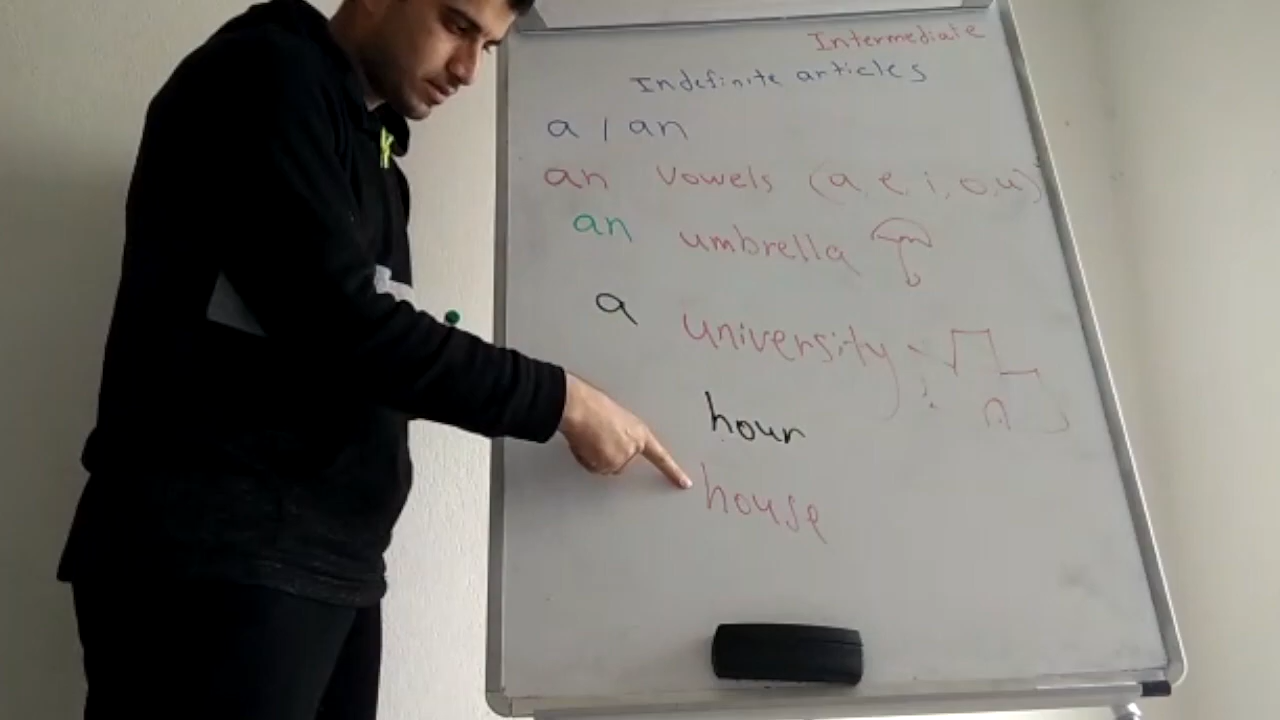 Intermediate
Indefinite articles
a / an
an vowels (a, e, i, o, u)
an umbrella
a university
hour
house